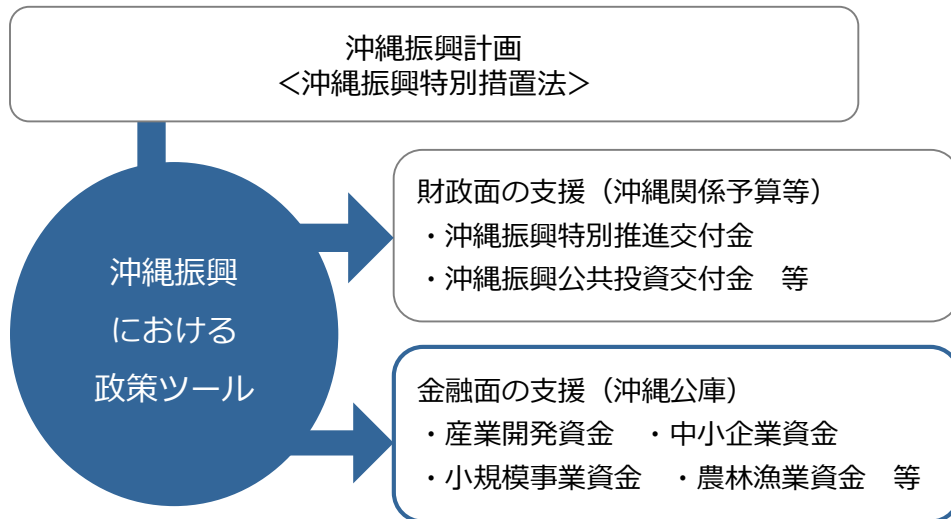 沖縄振興計画
＜沖縄振興特別措置法＞
沖縄振興
における
政策ツール
財政面の支援（沖縄関係予算等）
・沖縄振興特別推進交付金
・沖縄振興公共投資交付金　等
金融面の支援（沖縄公庫）
・産業開発資金　・中小企業資金
・小規模事業資金　・農林漁業資金　等